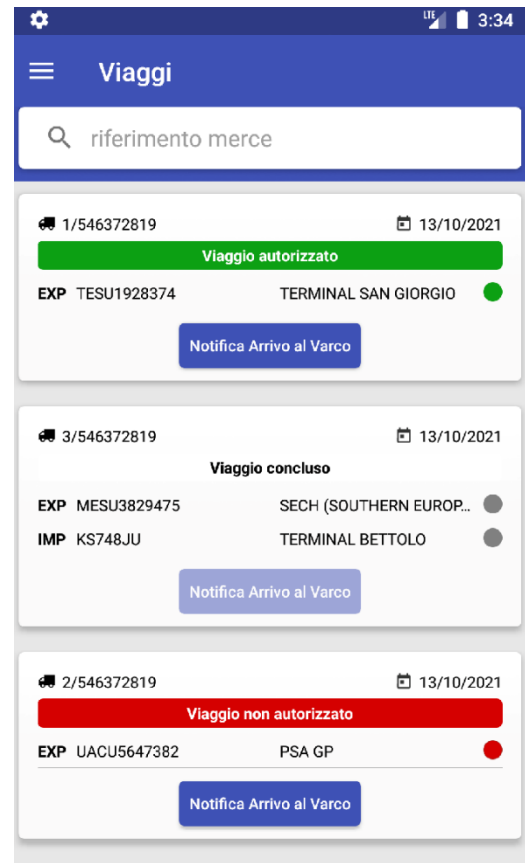 LTE 3:34
Viaggi
riferimento merce
1/546372819 13/10/2021
Viaggio autorizzato
EXP TESU1928374 TERMINAL SAN GIORGIO
Notifica Arrivo al Varco
3/546372819 13/10/2021
Viaggio concluso
EXP MESU3829475 SECH (SOUTHERN EUROP...
IMP KS748JU TERMINAL BETTOLO
Notifica Arrivo al Varco
2/546372819 13/10/2021
Viaggio non autorizzato
EXP UACU5647382 PSA GP
Notifica Arrivo al Varco